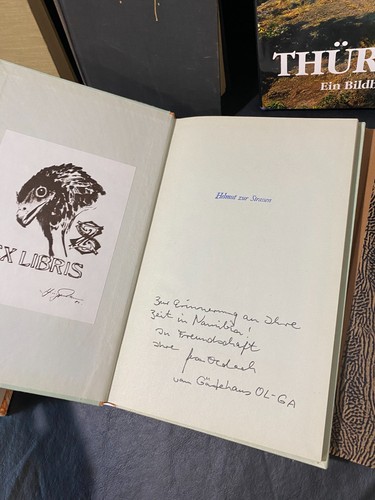 THÜR
Ein Bildb
EX LIBRIS
Helmut zur Strassen
Zur Erinnerung an Ihre
Zeit in Namibia!
In Freundschaft
Ihre
vom Gästehaus OL-GA